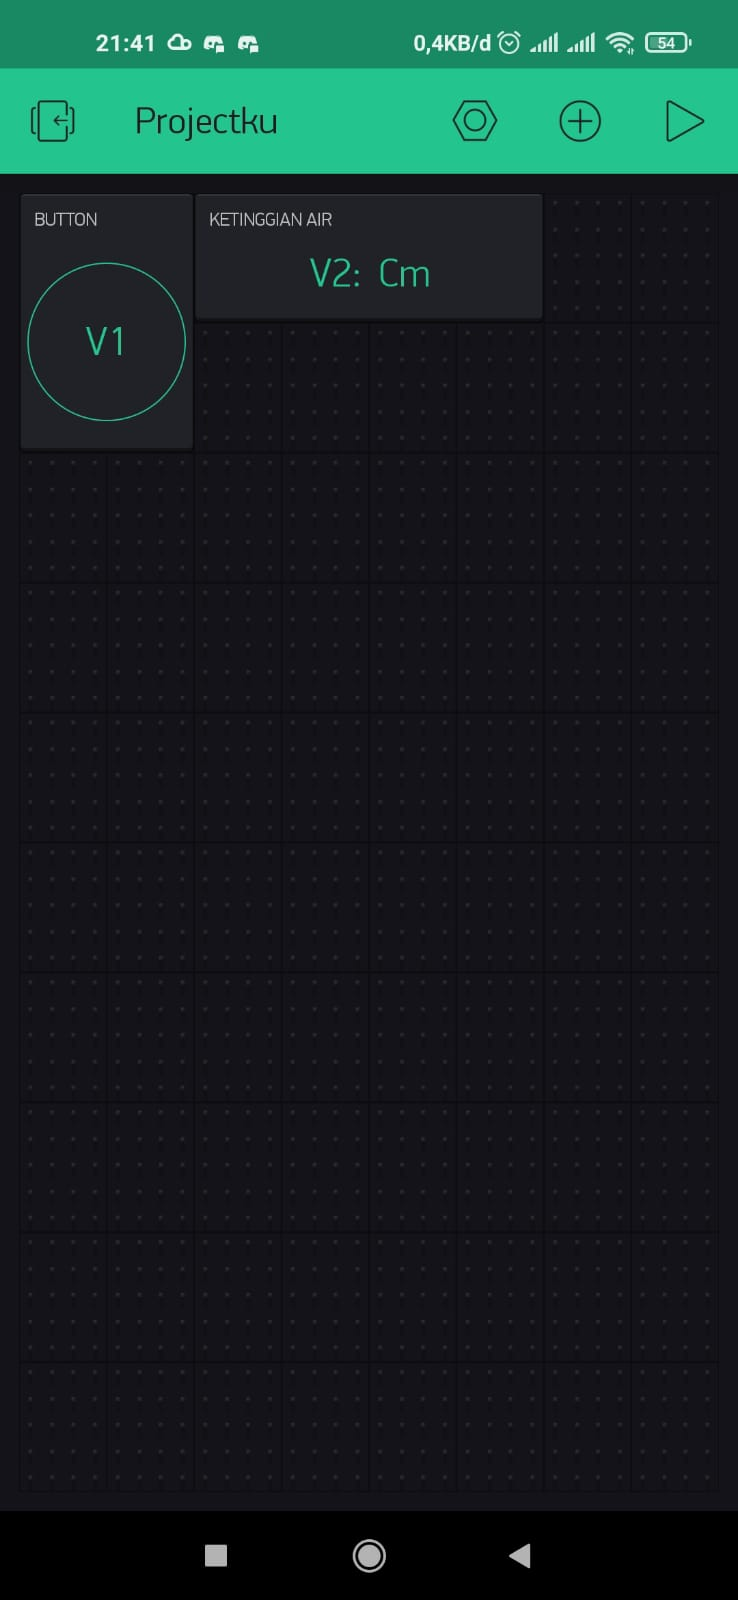 21:41
0,4KB/d
54
Projectku
BUTTON
V1
KETINGGIAN AIR
V2: Cm